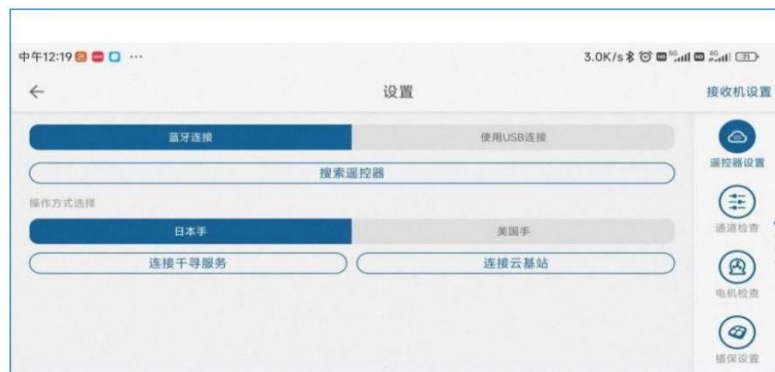 中午12:19 ··· 3.0K/s 5G 4G 71
设置 接收机设置
蓝牙连接 使用USB连接
搜索遥控器
遥控器设置
操作方式选择
日本手 美国手
通道检查
连接千寻服务 连接云基站
电机检查
植保设置